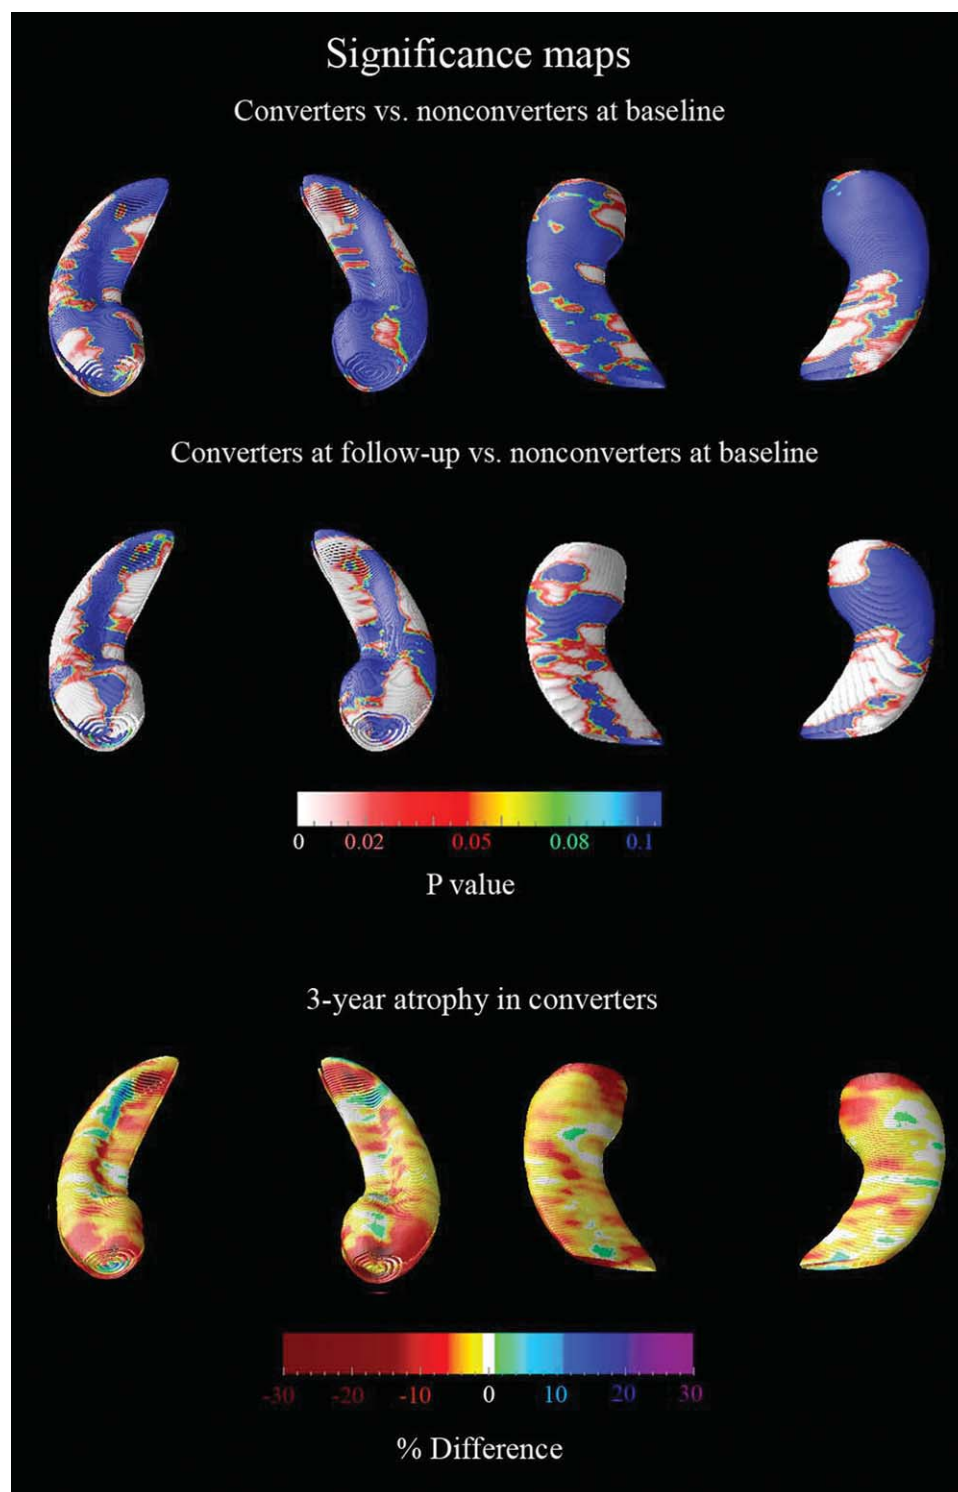 Significance maps
Converters vs. nonconverters at baseline
Converters at follow-up vs. nonconverters at baseline
0 0.02 0.05 0.08 0.1
P value
3-year atrophy in converters
-30 -20 -10 0 10 20 30
% Difference